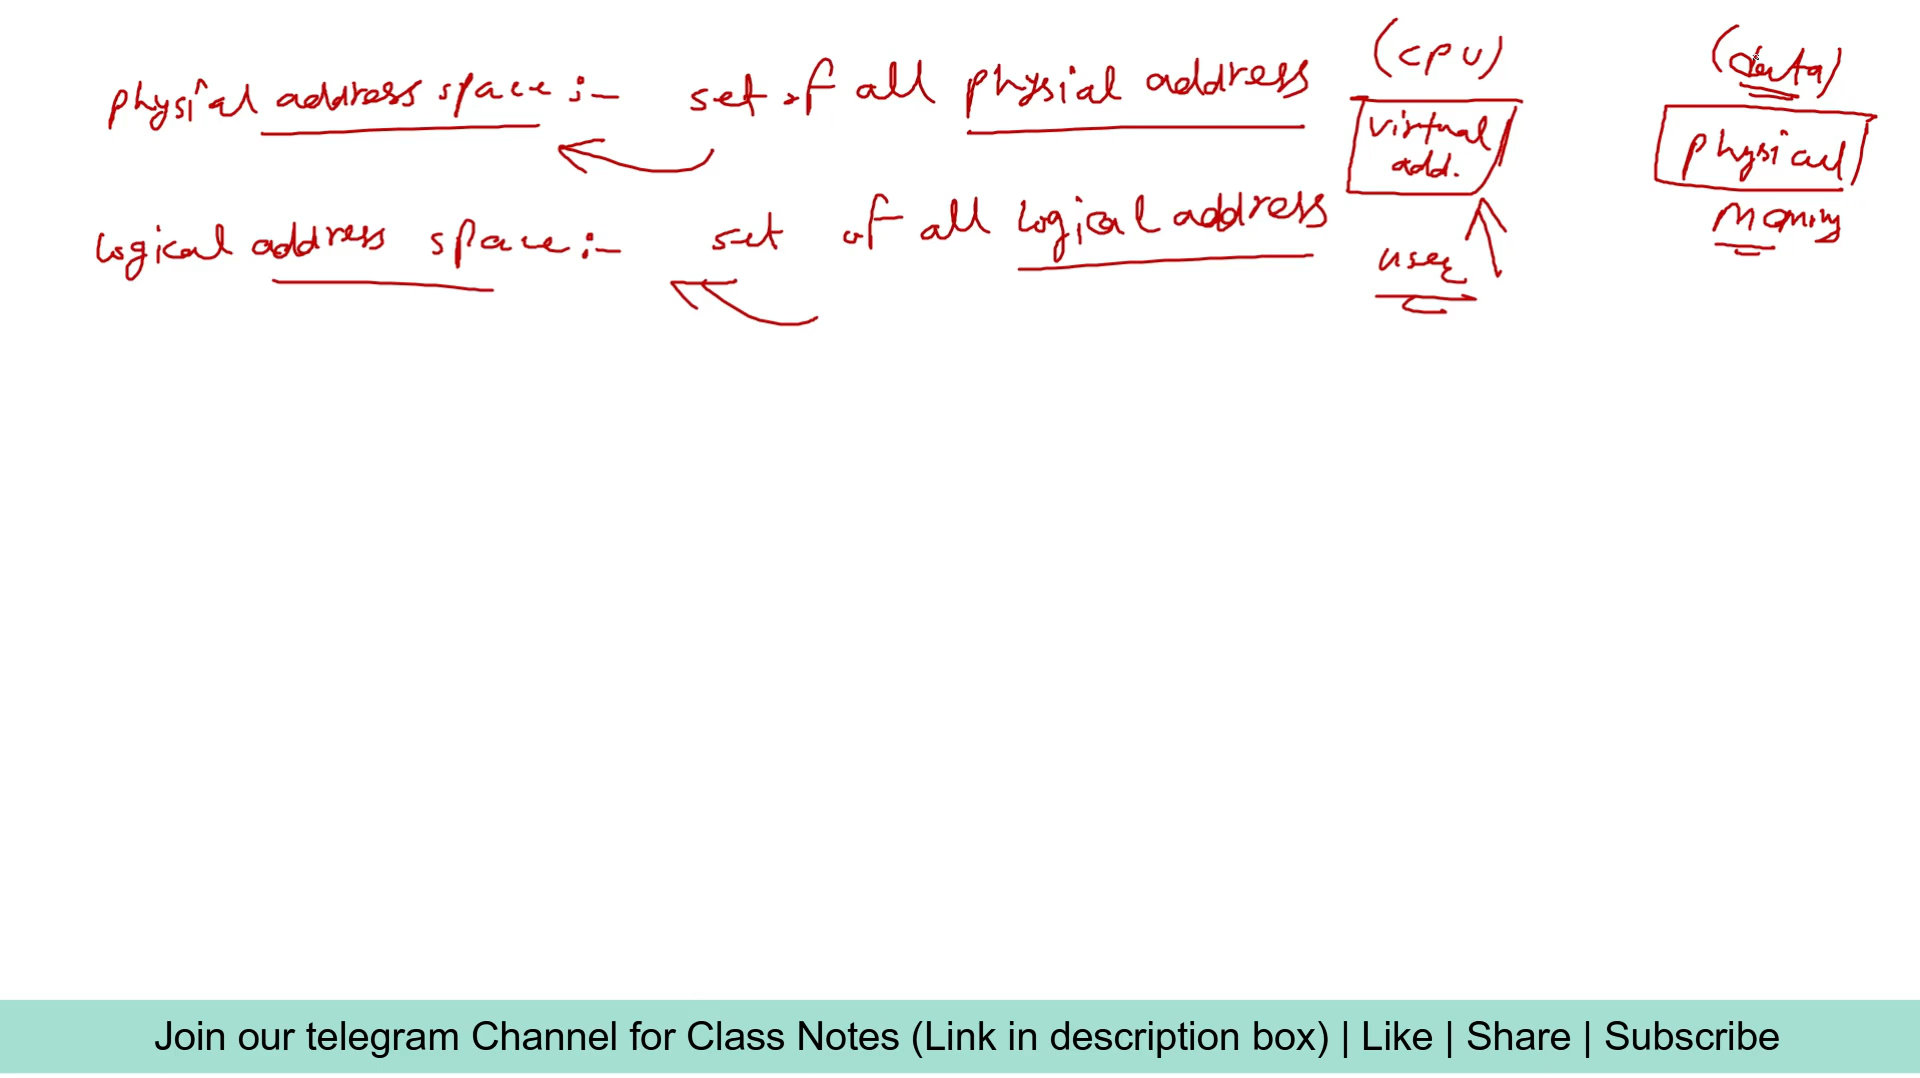 physial address space :- set of all physial address
logical address space :- set of all logical address
(CPU)
virtual
add.
user
(data)
physical
Memory
Join our telegram Channel for Class Notes (Link in description box) | Like | Share | Subscribe